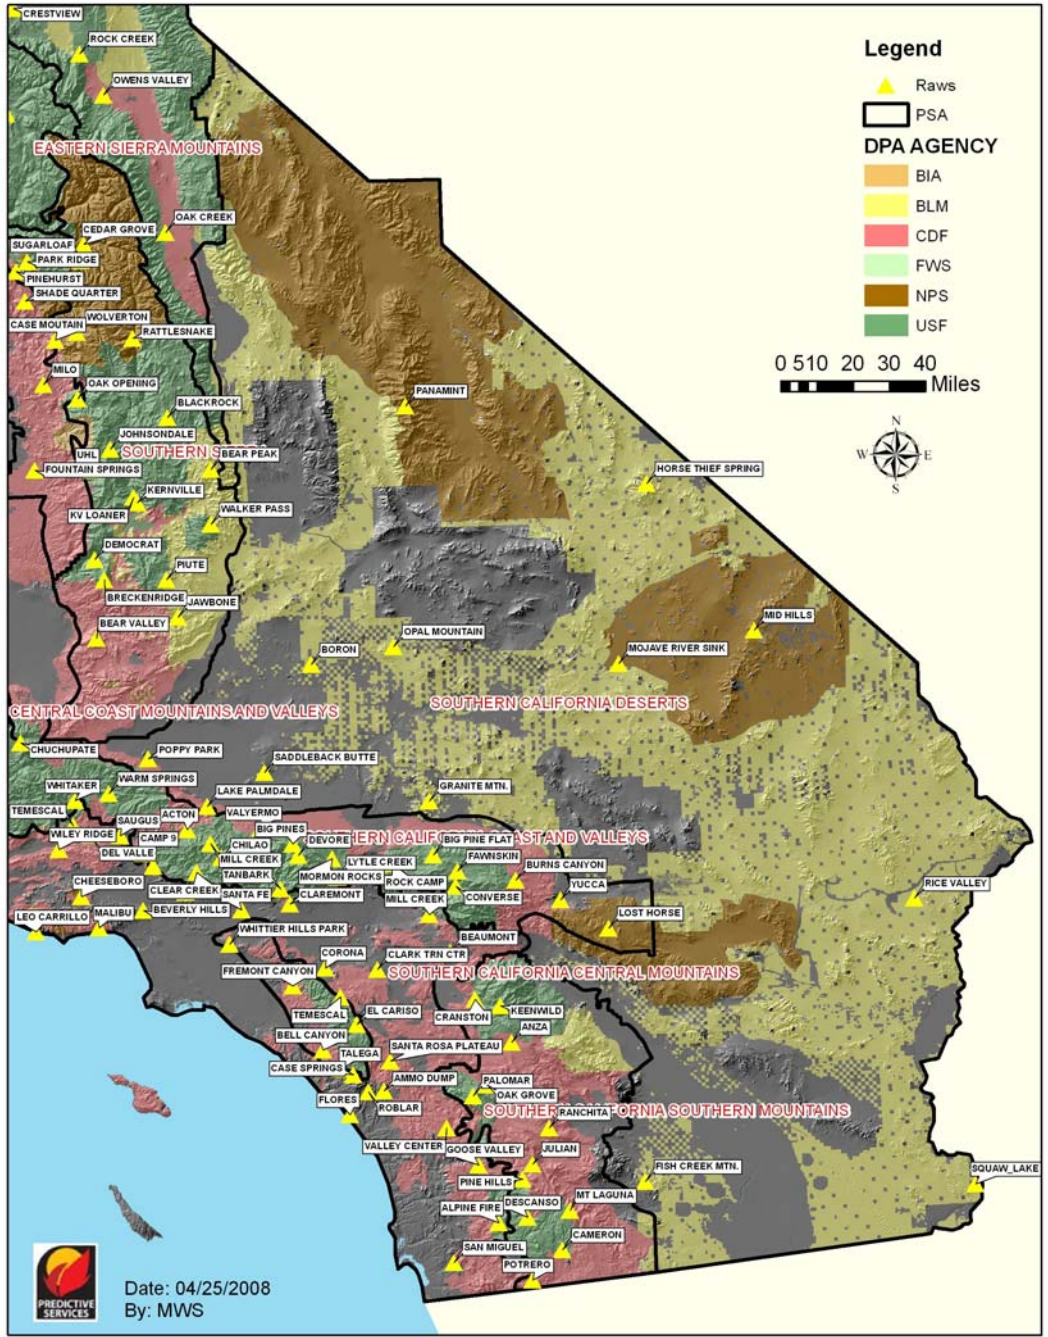 CRESTVIEW
ROCK CREEK
OWENS VALLEY
EASTERN SIERRA MOUNTAINS
OAK CREEK
CEDAR GROVE
SUGARLOAF
PARK RIDGE
PINEHURST
SHADE QUARTER
WOLVERTON
CASE MOUTAIN
RATTLESNAKE
MILO
OAK OPENING
PANAMINT
BLACKROCK
JOHNSONDALE
SOUTHERN
UHL
BEAR PEAK
FOUNTAIN SPRINGS
HORSE THIEF SPRING
KERNVILLE
KV LOANER
WALKER PASS
DEMOCRAT
PIUTE
BRECKENRIDGE
JAWBONE
BEAR VALLEY
MID HILLS
OPAL MOUNTAIN
BORON
MOJAVE RIVER SINK
SOUTHERN CALIFORNIA DESERTS
CENTRAL COAST MOUNTAINS AND VALLEYS
CHUCHUPATE
POPPY PARK
SADDLEBACK BUTTE
WARM SPRINGS
WHITAKER
LAKE PALMDALE
GRANITE MTN.
TEMESCAL
SAUGUS
ACTON
VALYERMO
WILEY RIDGE
CAMP 9
BIG PINES
DEVORE
BIG PINE FLAT
CHILAO
DEL VALLE
MILL CREEK
LYTLE CREEK
FAWNSKIN
BURNS CANYON
TANBARK
MORMON ROCKS
ROCK CAMP
YUCCA
RICE VALLEY
CHEESEBORO
CLEAR CREEK
SANTA FE
CLAREMONT
MILL CREEK
CONVERSE
LEO CARRILLO
MALIBU
BEVERLY HILLS
LOST HORSE
WHITTIER HILLS PARK
BEAUMONT
CORONA
CLARK TRN CTR
FREMONT CANYON
SOUTHERN CALIFORNIA CENTRAL MOUNTAINS
TEMESCAL
EL CARISO
CRANSTON
KEENWILD
ANZA
BELL CANYON
TALEGA
SANTA ROSA PLATEAU
CASE SPRINGS
AMMO DUMP
PALOMAR
OAK GROVE
FLORES
ROBLAR
RANCHITA
VALLEY CENTER
GOOSE VALLEY
JULIAN
FISH CREEK MTN.
SQUAW_LAKE
PINE HILLS
MT LAGUNA
ALPINE FIRE
DESCANSO
CAMERON
SAN MIGUEL
POTRERO
Legend
Raws
PSA
DPA AGENCY
BIA
BLM
CDF
FWS
NPS
USF
0 5 10 20 30 40
Miles
N
W E
S
PREDICTIVE
SERVICES
Date: 04/25/2008
By: MWS